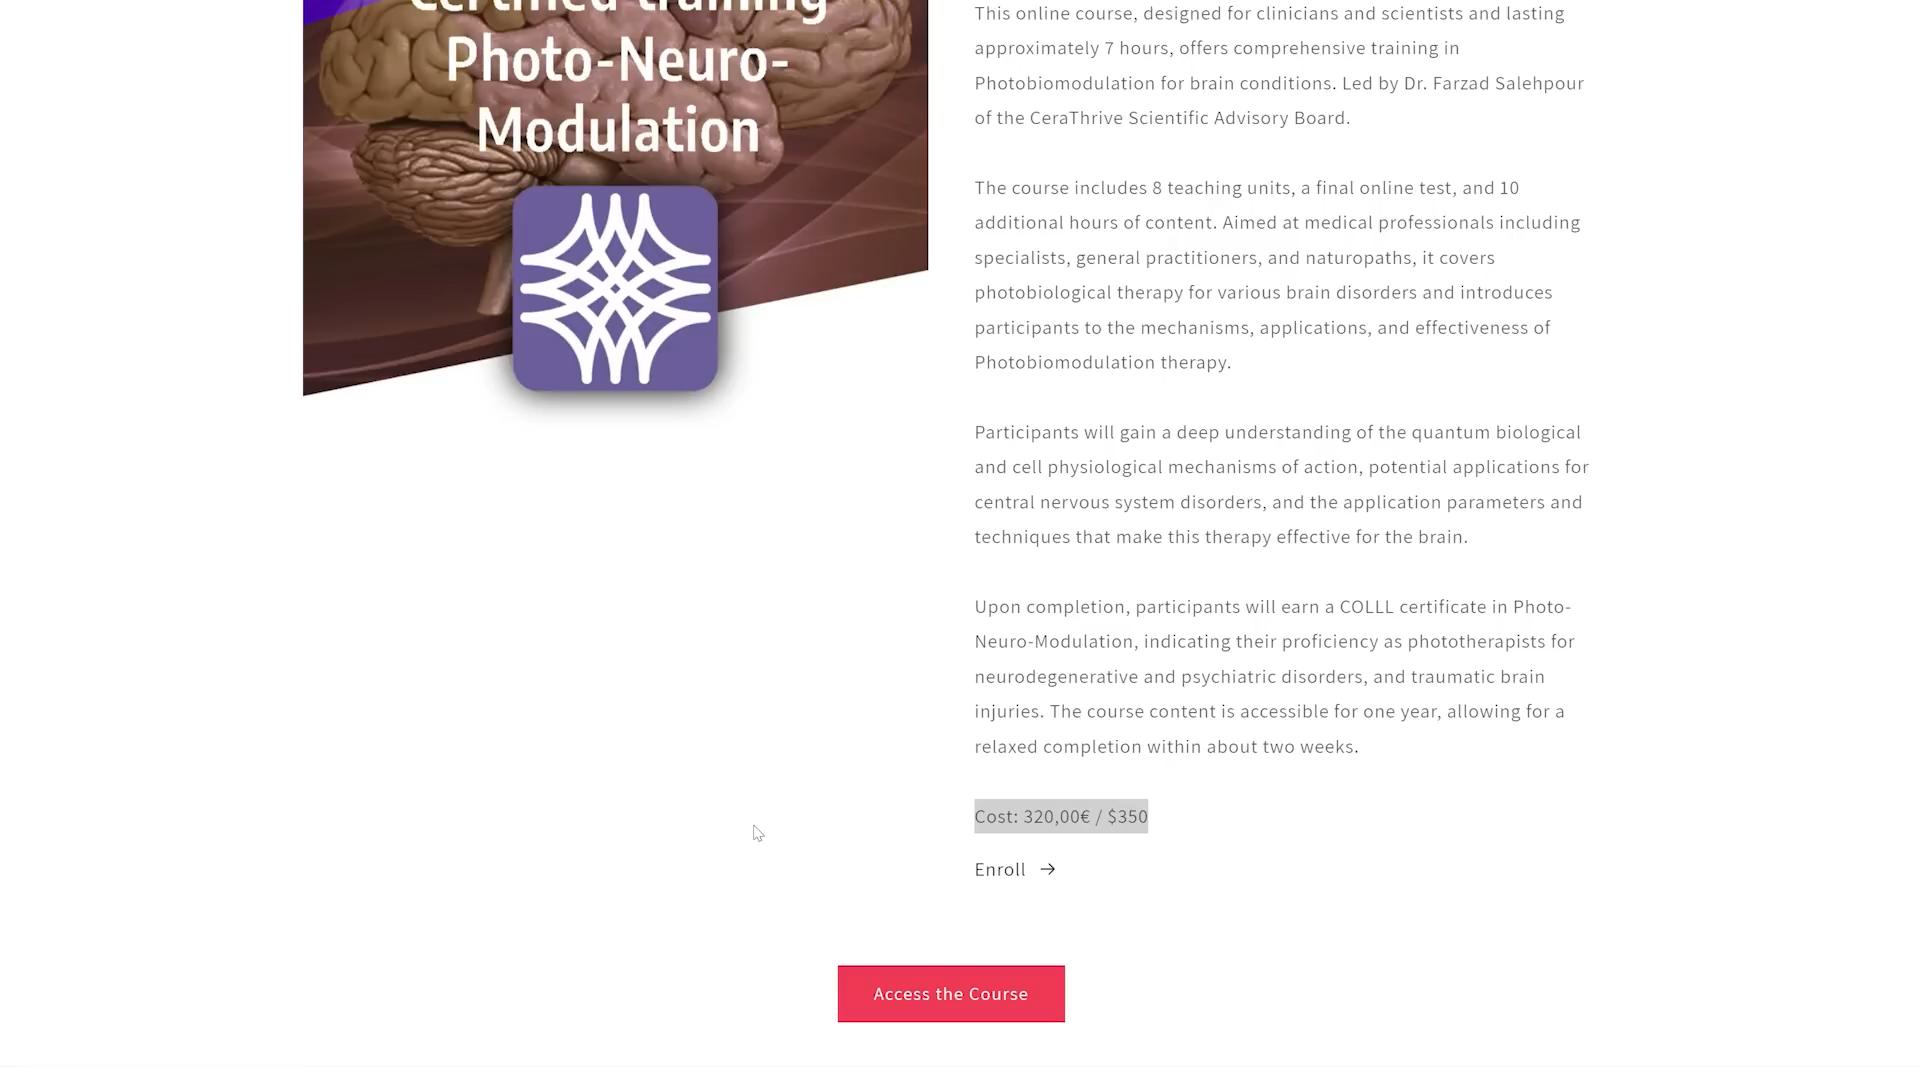 Certified training
Photo-Neuro-
Modulation
This online course, designed for clinicians and scientists and lasting
approximately 7 hours, offers comprehensive training in
Photobiomodulation for brain conditions. Led by Dr. Farzad Salehpour
of the CeraThrive Scientific Advisory Board.
The course includes 8 teaching units, a final online test, and 10
additional hours of content. Aimed at medical professionals including
specialists, general practitioners, and naturopaths, it covers
photobiological therapy for various brain disorders and introduces
participants to the mechanisms, applications, and effectiveness of
Photobiomodulation therapy.
Participants will gain a deep understanding of the quantum biological
and cell physiological mechanisms of action, potential applications for
central nervous system disorders, and the application parameters and
techniques that make this therapy effective for the brain.
Upon completion, participants will earn a COLLL certificate in Photo-
Neuro-Modulation, indicating their proficiency as phototherapists for
neurodegenerative and psychiatric disorders, and traumatic brain
injuries. The course content is accessible for one year, allowing for a
relaxed completion within about two weeks.
Cost: 320,00€ / $350
Enroll →
Access the Course